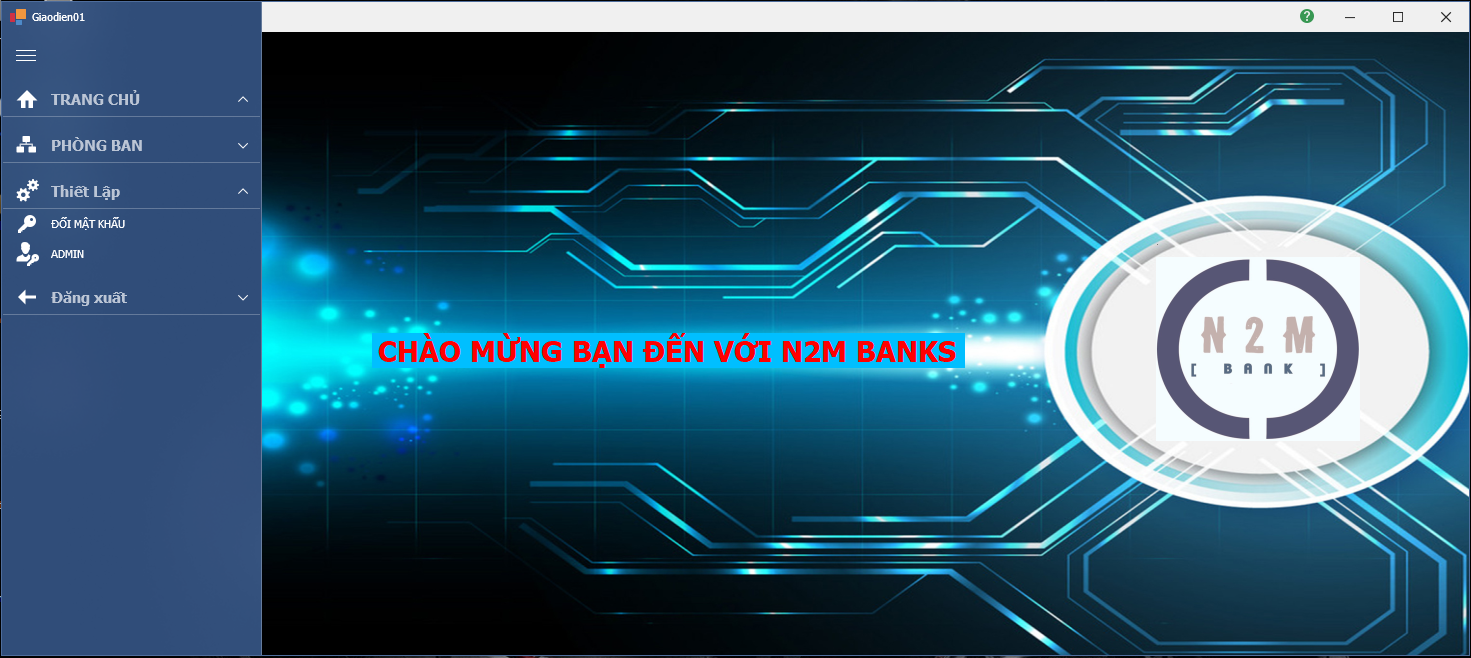 Giaodien01
TRANG CHỦ
PHÒNG BAN
Thiết Lập
ĐỔI MẬT KHẨU
ADMIN
Đăng xuất
CHÀO MỪNG BẠN ĐẾN VỚI N2M BANKS
N2M
[ BANK ]